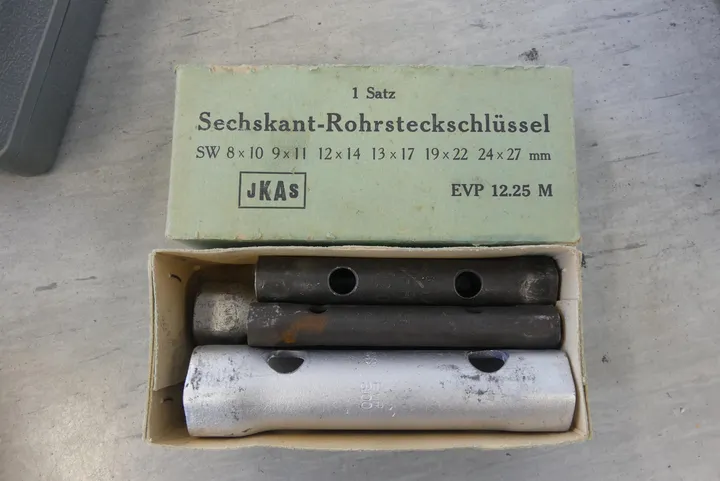 1 Satz
Sechskant-Rohrsteckschlüssel
SW 8×10 9×11 12×14 13×17 19×22 24×27 mm
JKAS
EVP 12.25 M